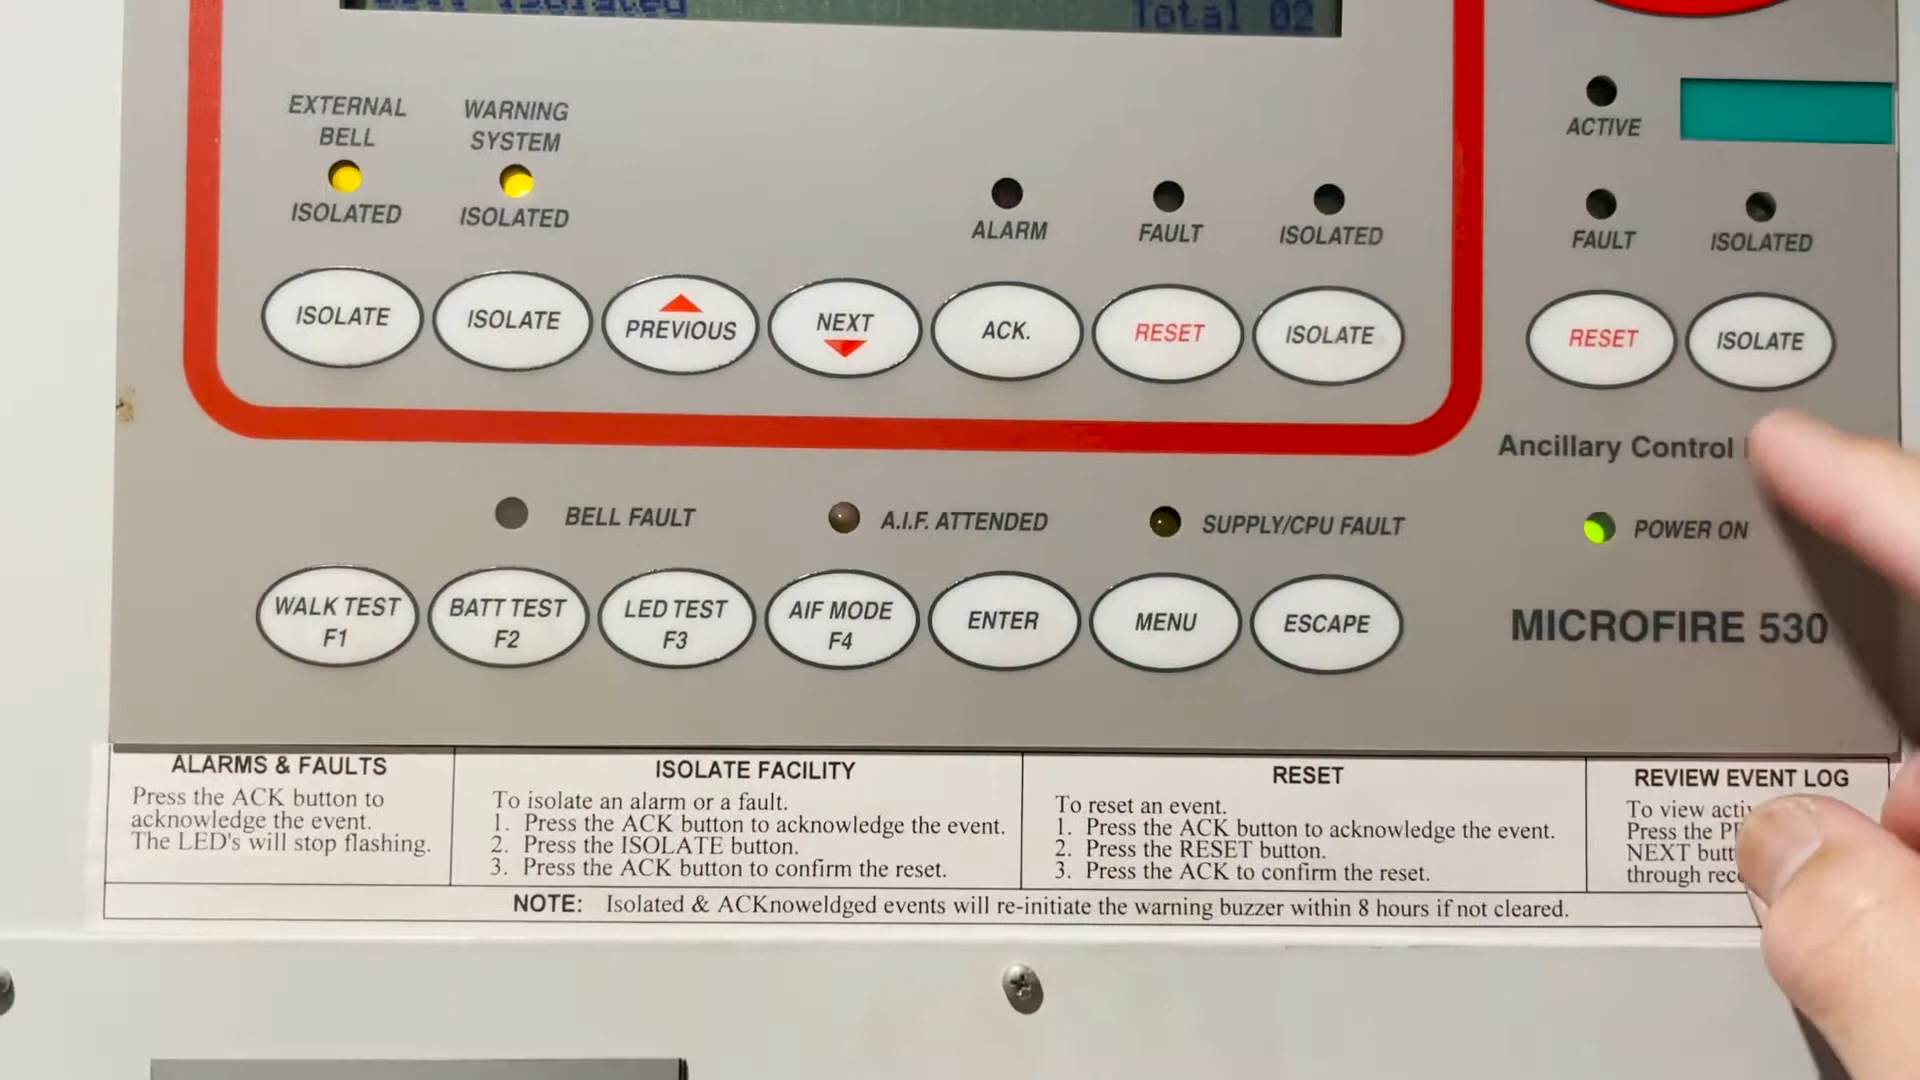 Isolated Total 02
EXTERNAL
BELL
WARNING
SYSTEM
ISOLATED
ISOLATED
ALARM
FAULT
ISOLATED
ACTIVE
FAULT
ISOLATED
ISOLATE
ISOLATE
PREVIOUS
NEXT
ACK.
RESET
ISOLATE
RESET
ISOLATE
Ancillary Control
BELL FAULT
A.I.F. ATTENDED
SUPPLY/CPU FAULT
POWER ON
WALK TEST
F1
BATT TEST
F2
LED TEST
F3
AIF MODE
F4
ENTER
MENU
ESCAPE
MICROFIRE 530
ALARMS & FAULTS
Press the ACK button to
acknowledge the event.
The LED's will stop flashing.
ISOLATE FACILITY
To isolate an alarm or a fault.
1. Press the ACK button to acknowledge the event.
2. Press the ISOLATE button.
3. Press the ACK button to confirm the reset.
RESET
To reset an event.
1. Press the ACK button to acknowledge the event.
2. Press the RESET button.
3. Press the ACK to confirm the reset.
REVIEW EVENT LOG
To view
Press the
NEXT
through
NOTE: Isolated & ACKnoweldged events will re-initiate the warning buzzer within 8 hours if not cleared.